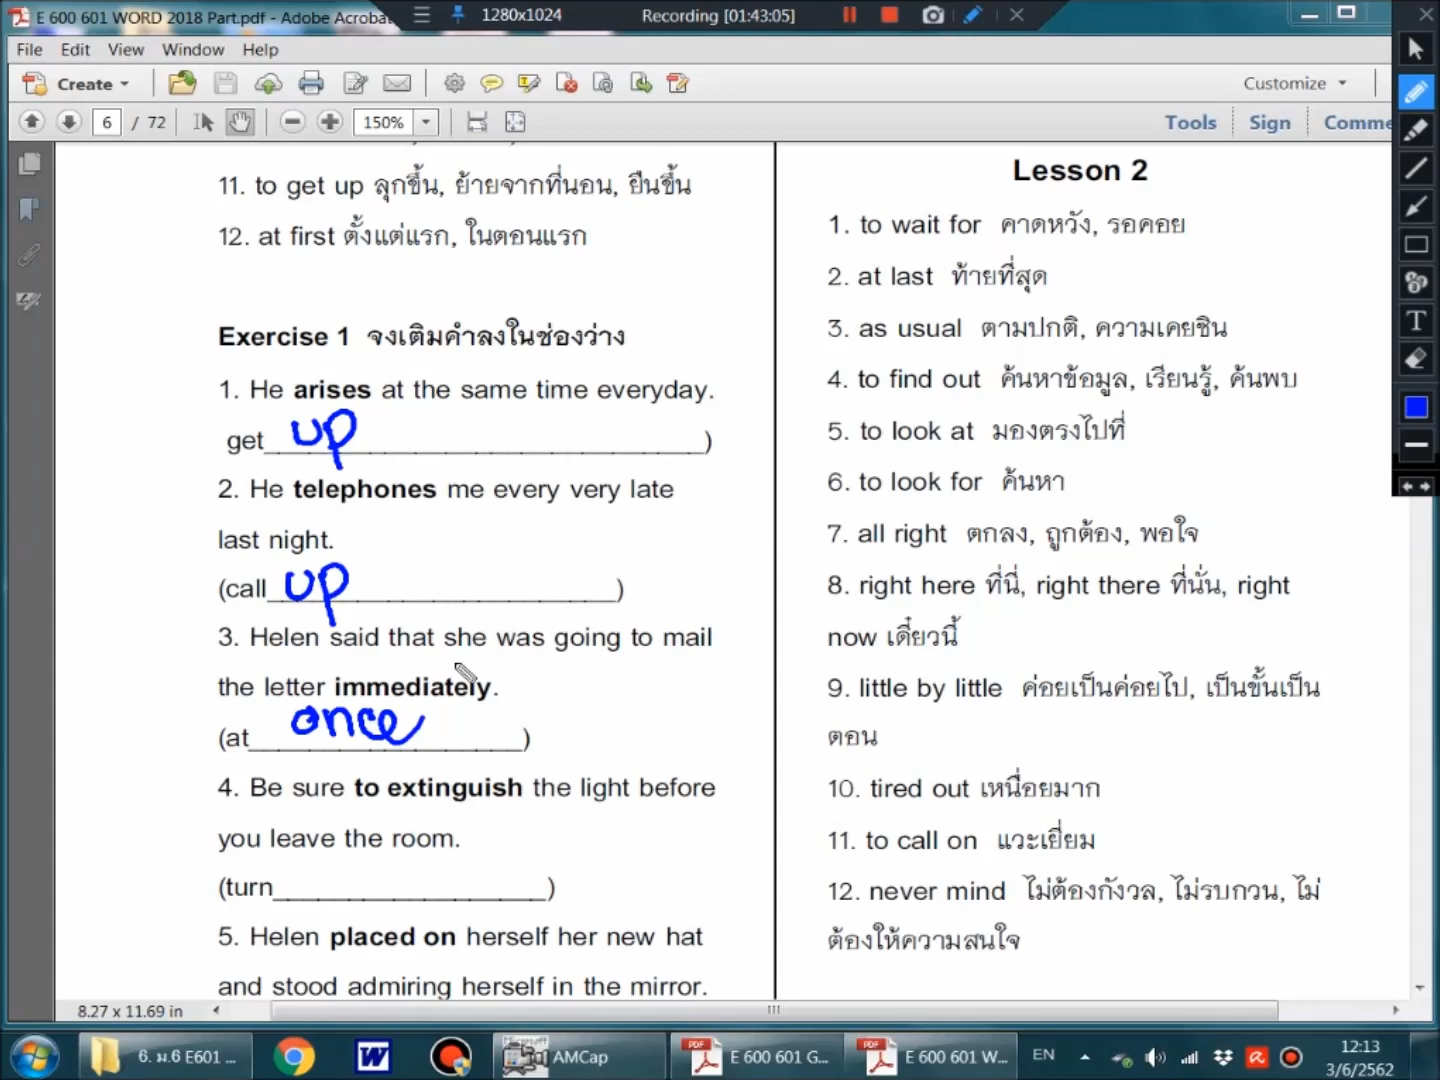 E 600 601 WORD 2018 Part.pdf - Adobe Acrobat
1280x1024
Recording [01:43:05]
File Edit View Window Help
Create
Customize
6 / 72
150%
Tools Sign Comme
11. to get up ลุกขึ้น, ย้ายจากที่นอน, ยืนขึ้น
12. at first ตั้งแต่แรก, ในตอนแรก
Exercise 1 จงเติมคำลงในช่องว่าง
1. He arises at the same time everyday.
get up )
2. He telephones me every very late
last night.
(call up )
3. Helen said that she was going to mail
the letter immediately.
(at once )
4. Be sure to extinguish the light before
you leave the room.
(turn )
5. Helen placed on herself her new hat
and stood admiring herself in the mirror.
Lesson 2
1. to wait for คาดหวัง, รอคอย
2. at last ท้ายที่สุด
3. as usual ตามปกติ, ความเคยชิน
4. to find out ค้นหาข้อมูล, เรียนรู้, ค้นพบ
5. to look at มองตรงไปที่
6. to look for ค้นหา
7. all right ตกลง, ถูกต้อง, พอใจ
8. right here ที่นี่, right there ที่นั่น, right
now เดี๋ยวนี้
9. little by little ค่อยเป็นค่อยไป, เป็นขั้นเป็น
ตอน
10. tired out เหนื่อยมาก
11. to call on แวะเยี่ยม
12. never mind ไม่ต้องกังวล, ไม่รบกวน, ไม่
ต้องให้ความสนใจ
8.27 x 11.69 in
6. ม.6 E601 ...
AMCap
E 600 601 G...
E 600 601 W...
EN
12:13
3/6/2562